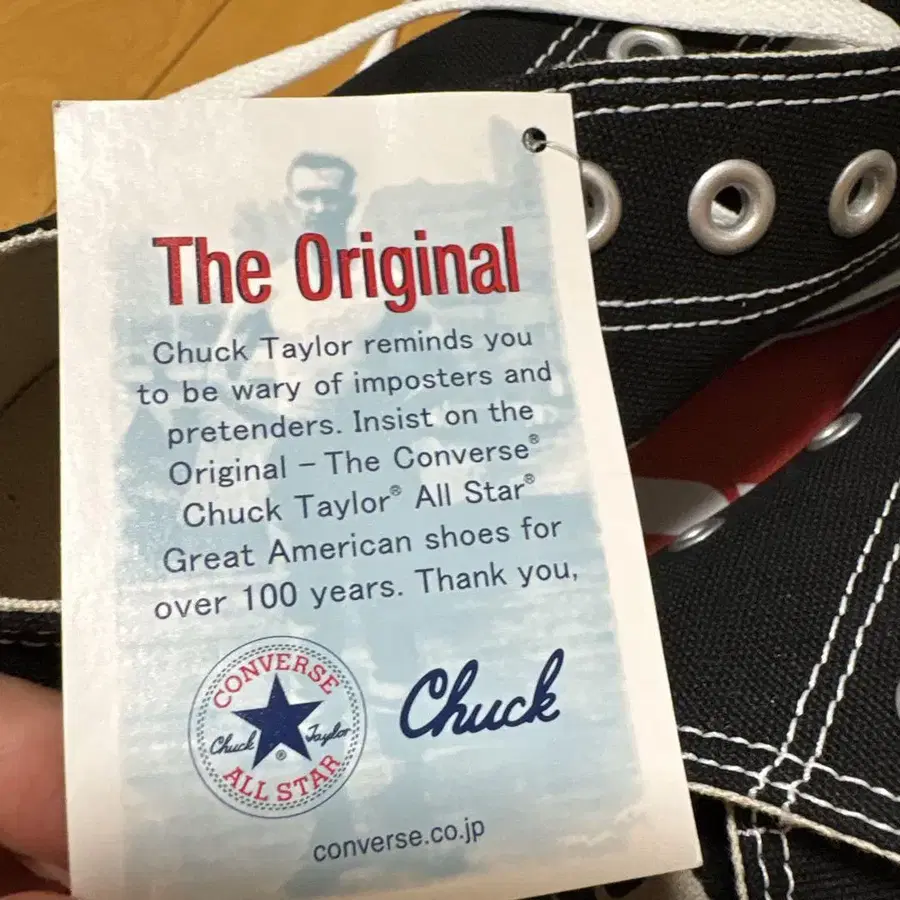 The Original
Chuck Taylor reminds you
to be wary of imposters and
pretenders. Insist on the
Original – The Converse®
Chuck Taylor® All Star®
Great American shoes for
over 100 years. Thank you,
CONVERSE
Chuck Taylor
®
ALL STAR
Chuck
converse.co.jp